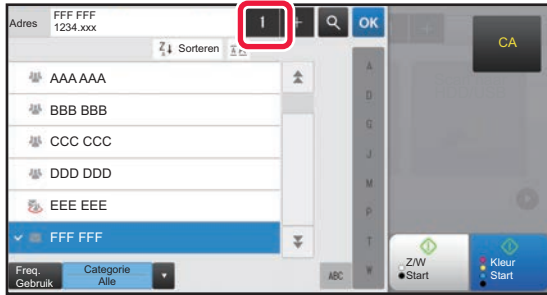 Adres
FFF FFF
1234.xxx
1
+
OK
CA
Z
A
Sorteren
AAA AAA
BBB BBB
CCC CCC
DDD DDD
EEE EEE
FFF FFF
A
D
G
J
M
P
T
W
ABC
Freq.
Gebruik
Categorie
Alle
Z/W
Start
Kleur
Start